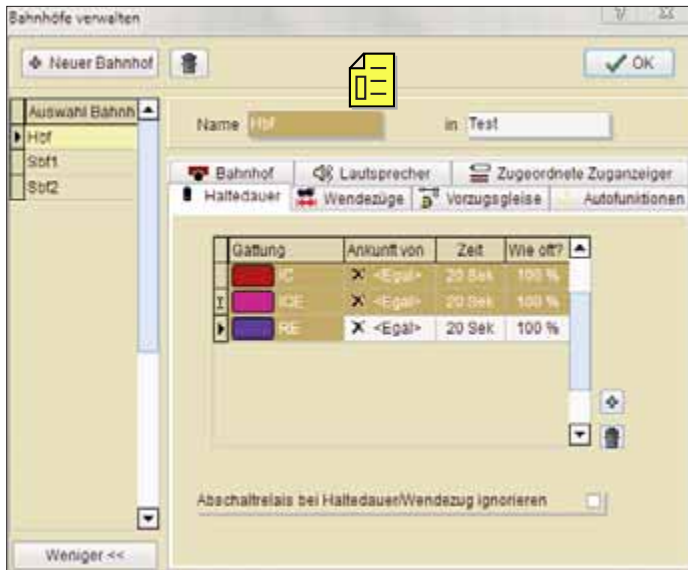 Bahnhöfe verwalten
Neuer Bahnhof
OK
Auswahl Bahnh
Hbf
Sbf1
Sbf2
Name Hbf in Test
Bahnhof Lautsprecher Zugeordnete Zuganzeiger
Haltedauer Wendezüge Vorzugsgleise Autofunktionen
Gattung Ankunft von Zeit Wie oft?
IC <Egal> 20 Sek 100 %
ICE <Egal> 20 Sek 100 %
RE <Egal> 20 Sek 100 %
Abschaltrelais bei Haltedauer/Wendezug ignorieren
Weniger <<